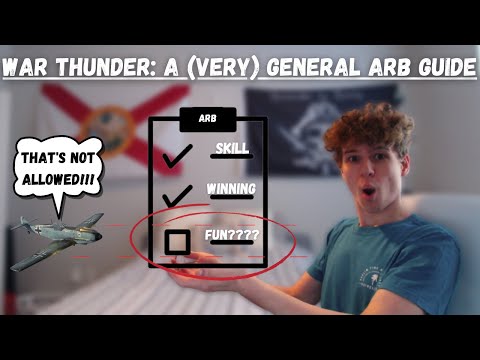 WAR THUNDER: A (VERY) GENERAL ARB GUIDE
ARB
SKILL
THAT'S NOT
ALLOWED!!!
WINNING
FUN????